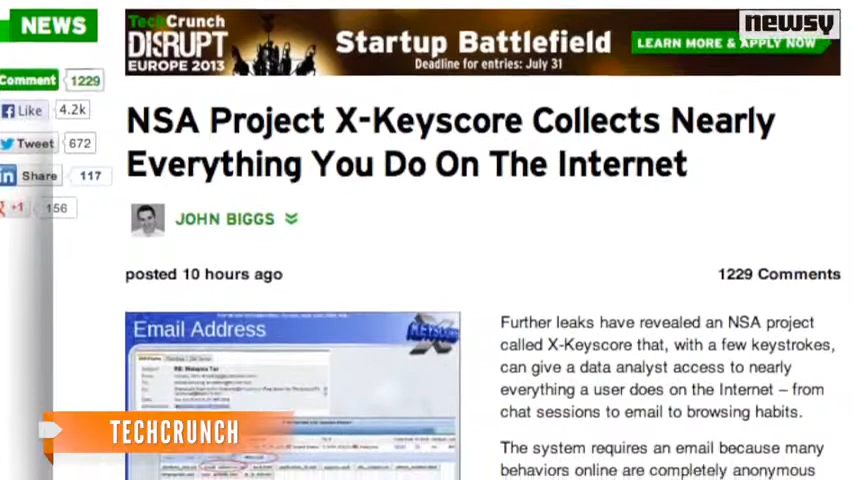 NEWS
TechCrunch
DISRUPT
EUROPE 2013
Startup Battlefield
Deadline for entries: July 31
LEARN MORE & APPLY NOW
newsy
Comment 1229
Like 4.2k
Tweet 672
in Share 117
+1 156
NSA Project X-Keyscore Collects Nearly
Everything You Do On The Internet
JOHN BIGGS
posted 10 hours ago
1229 Comments
Email Address
X KEYSCORE
Further leaks have revealed an NSA project
called X-Keyscore that, with a few keystrokes,
can give a data analyst access to nearly
everything a user does on the Internet – from
chat sessions to email to browsing habits.
The system requires an email because many
behaviors online are completely anonymous
TECHCRUNCH